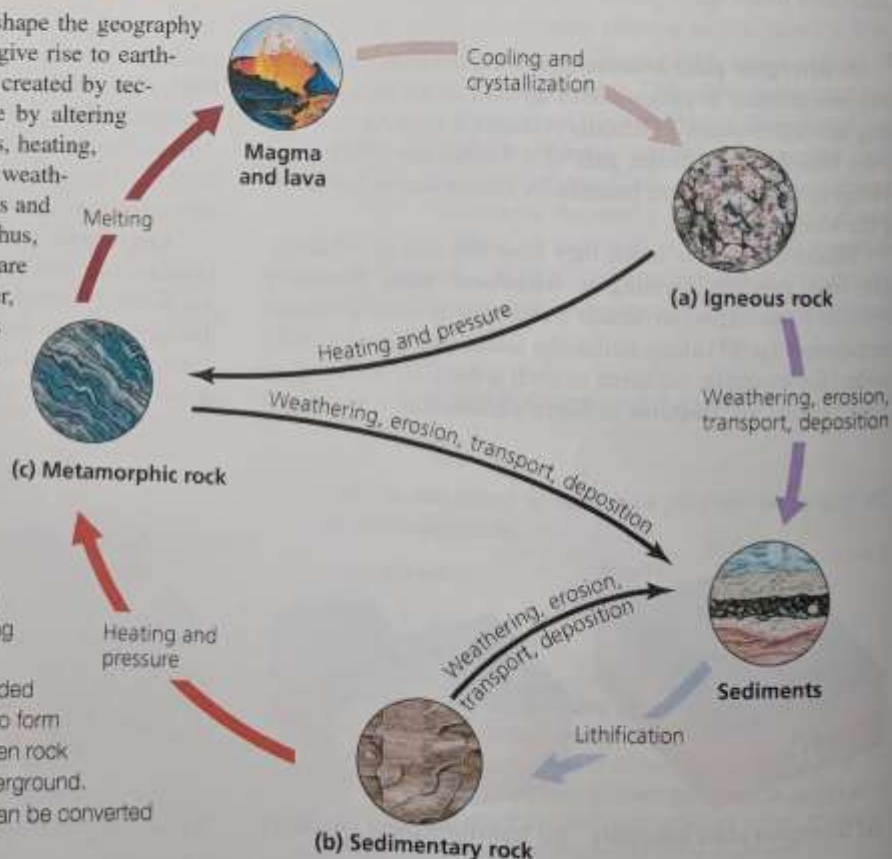 shape the geography
give rise to earth-
created by tec-
e by altering
s, heating,
weath-
s and
hus,
are
er,
Magma
and lava
Cooling and
crystallization
Melting
(a) Igneous rock
Heating and pressure
Weathering, erosion,
transport, deposition
(c) Metamorphic rock
Weathering, erosion, transport, deposition
Heating and
pressure
Weathering, erosion,
transport, deposition
Sediments
Lithification
(b) Sedimentary rock
ng
ded
o form
en rock
erground.
an be converted